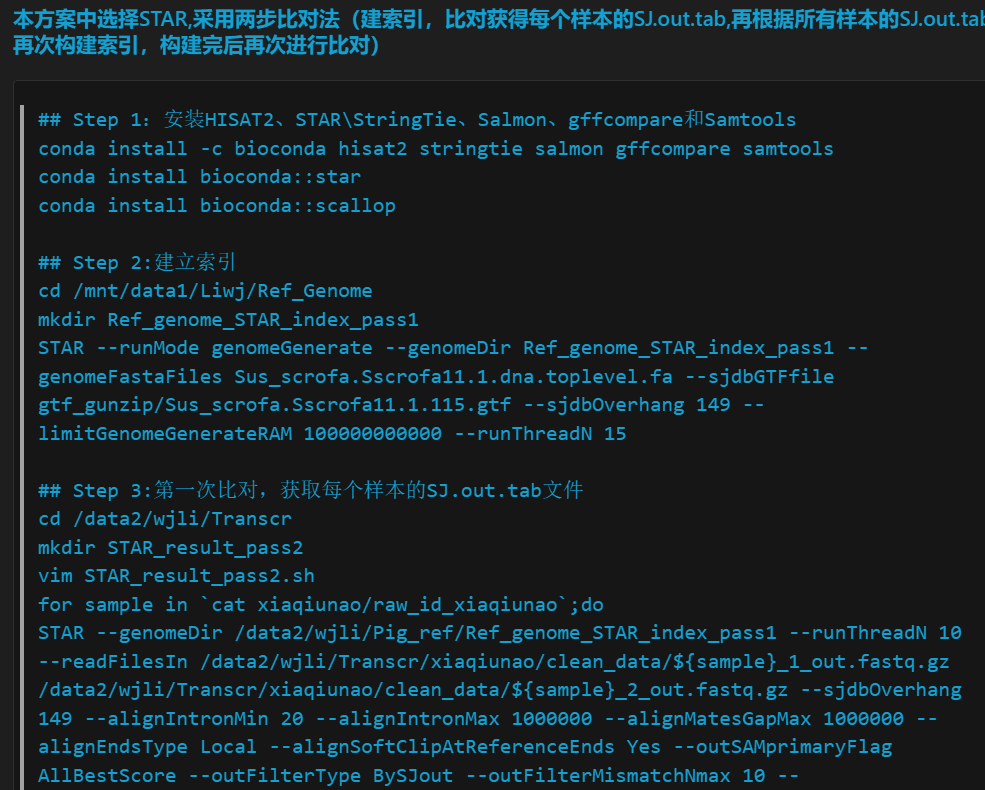 本方案中选择STAR,采用两步比对法（建索引，比对获得每个样本的SJ.out.tab,再根据所有样本的SJ.out.tab
再次构建索引，构建完后再次进行比对）
## Step 1: 安装HISAT2、STAR\StringTie、Salmon、gffcompare和Samtools
conda install -c bioconda hisat2 stringtie salmon gffcompare samtools
conda install bioconda::star
conda install bioconda::scallop
## Step 2:建立索引
cd /mnt/data1/Liwj/Ref_Genome
mkdir Ref_genome_STAR_index_pass1
STAR --runMode genomeGenerate --genomeDir Ref_genome_STAR_index_pass1 --
genomeFastaFiles Sus_scrofa.Sscrofa11.1.dna.toplevel.fa --sjdbGTFfile
gtf_gunzip/Sus_scrofa.Sscrofa11.1.115.gtf --sjdbOverhang 149 --
limitGenomeGenerateRAM 100000000000 --runThreadN 15
## Step 3:第一次比对，获取每个样本的SJ.out.tab文件
cd /data2/wjli/Transcr
mkdir STAR_result_pass2
vim STAR_result_pass2.sh
for sample in `cat xiaqiunao/raw_id_xiaqiunao`;do
STAR --genomeDir /data2/wjli/Pig_ref/Ref_genome_STAR_index_pass1 --runThreadN 10
--readFilesIn /data2/wjli/Transcr/xiaqiunao/clean_data/${sample}_1_out.fastq.gz
/data2/wjli/Transcr/xiaqiunao/clean_data/${sample}_2_out.fastq.gz --sjdbOverhang
149 --alignIntronMin 20 --alignIntronMax 1000000 --alignMatesGapMax 1000000 --
alignEndsType Local --alignSoftClipAtReferenceEnds Yes --outSAMprimaryFlag
AllBestScore --outFilterType BySJout --outFilterMismatchNmax 10 --